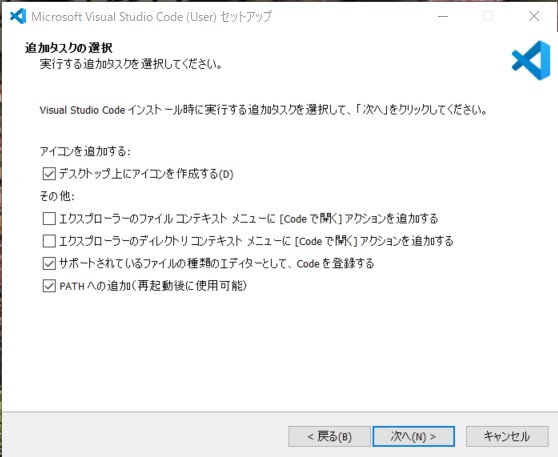 Microsoft Visual Studio Code (User) セットアップ
追加タスクの選択
実行する追加タスクを選択してください。
Visual Studio Code インストール時に実行する追加タスクを選択して、「次へ」をクリックしてください。
アイコンを追加する:
デスクトップ上にアイコンを作成する(D)
その他:
エクスプローラーのファイル コンテキスト メニューに [Code で開く] アクションを追加する
エクスプローラーのディレクトリ コンテキスト メニューに [Code で開く] アクションを追加する
サポートされているファイルの種類のエディターとして、Code を登録する
PATH への追加（再起動後に使用可能）
< 戻る(B)
次へ(N) >
キャンセル